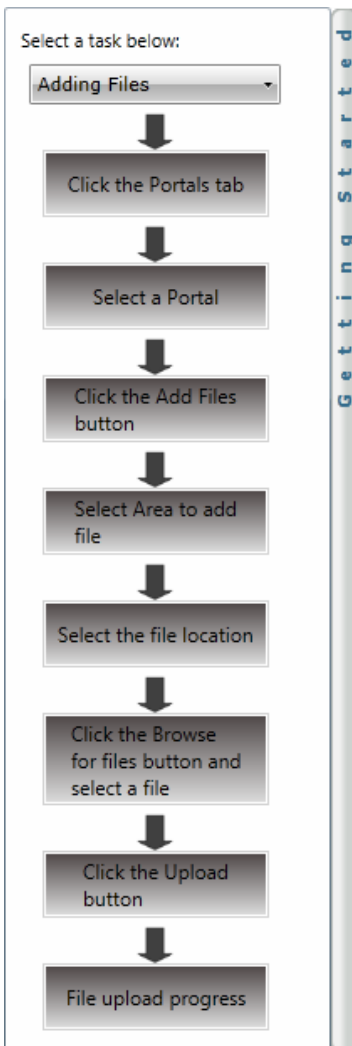 Select a task below:
Adding Files
Click the Portals tab
Select a Portal
Click the Add Files
button
Select Area to add
file
Select the file location
Click the Browse
for files button and
select a file
Click the Upload
button
File upload progress
Getting Started